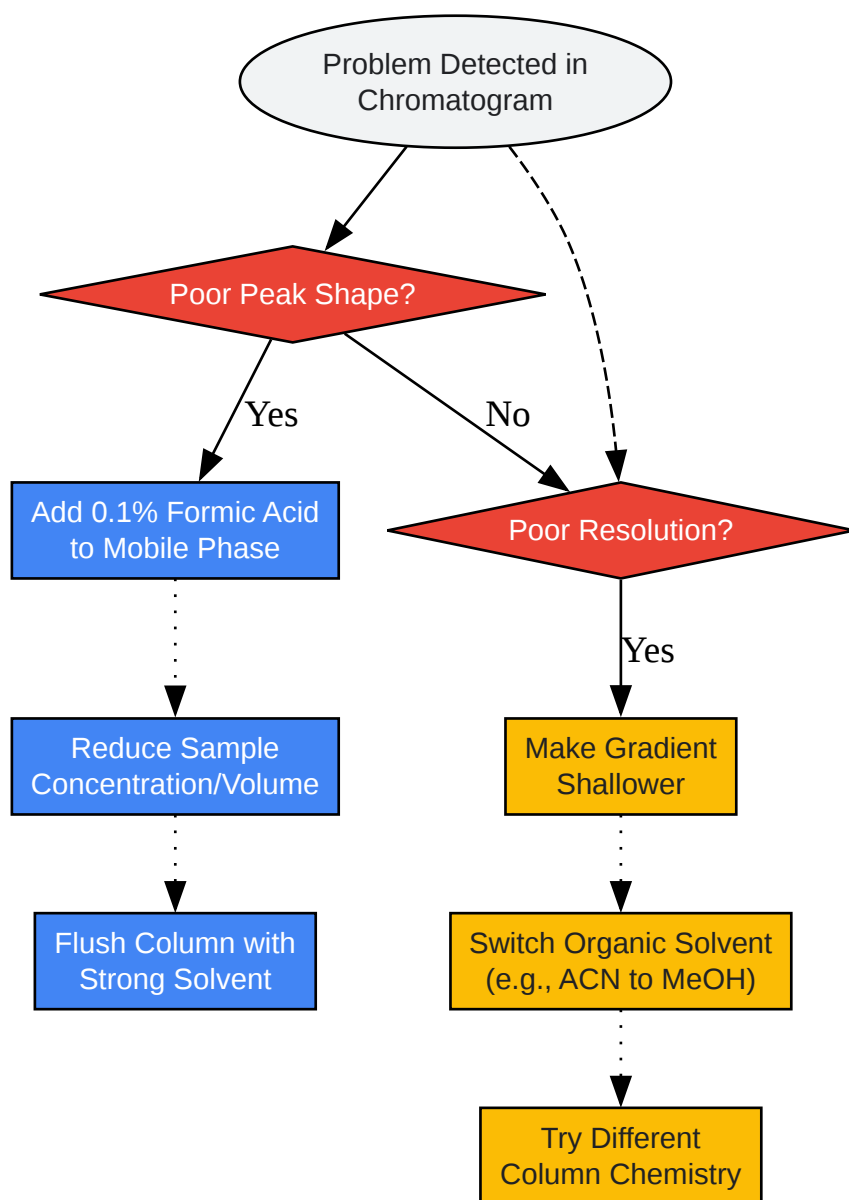 Problem Detected in
Chromatogram
Poor Peak Shape?
Yes
No
Add 0.1% Formic Acid
to Mobile Phase
Poor Resolution?
Yes
Reduce Sample
Concentration/Volume
Make Gradient
Shallower
Flush Column with
Strong Solvent
Switch Organic Solvent
(e.g., ACN to MeOH)
Try Different
Column Chemistry